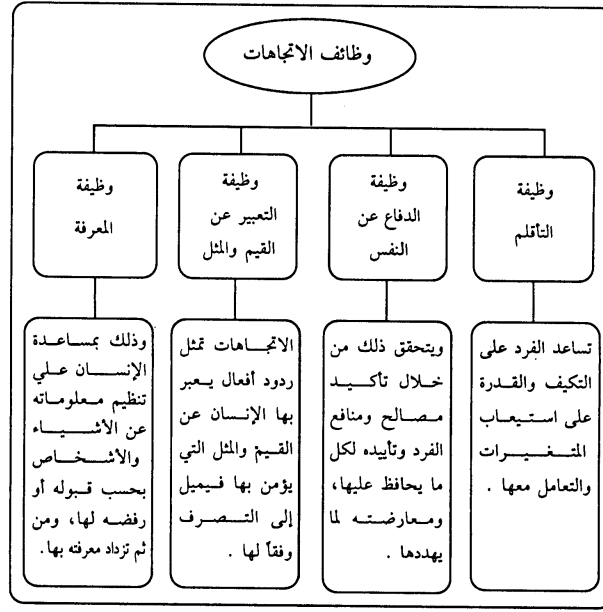 وظائف الاتجاهات
وظيفة
التأقلم
وظيفة
الدفاع عن
النفس
وظيفة
التعبير عن
القيم والمثل
وظيفة
المعرفة
تساعد الفرد على
التكيف والقدرة
على استيعاب
المتغيرات
والتعامل معها .
ويتحقق ذلك من
خلال تأكيد
مصالح ومنافع
الفرد وتأييده لكل
ما يحافظ عليها،
ومعارضته لما
يهددها .
الاتجاهات تمثل
ردود أفعال يعبر
بها الإنسان عن
القيم والمثل التي
يؤمن بها فيميل
إلى التصرف
وفقاً لها .
وذلك بمساعدة
الإنسان علي
تنظيم معلوماته
عن الأشياء
والأشخاص
بحسب قبوله أو
رفضه لها، ومن
ثم تزداد معرفته بها.